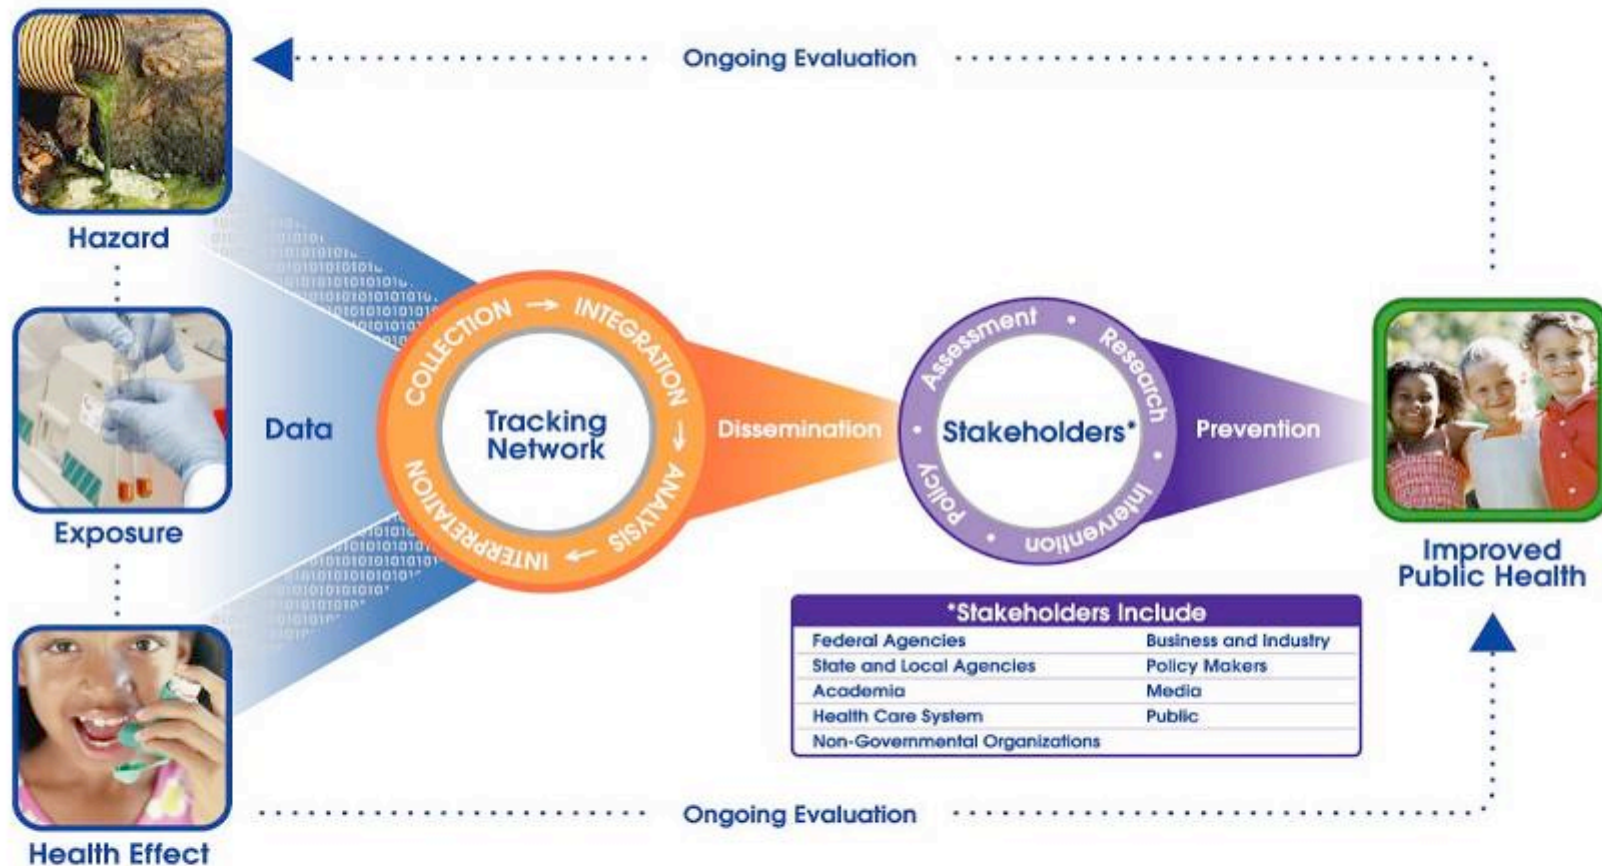 Ongoing Evaluation
Hazard
Exposure
Health Effect
Data
COLLECTION → INTEGRATION → ANALYSIS → INTERPRETATION
Tracking
Network
Dissemination
Assessment • Research • Intervention • Policy •
Stakeholders*
Prevention
Improved
Public Health
*Stakeholders Include
Federal Agencies Business and Industry
State and Local Agencies Policy Makers
Academia Media
Health Care System Public
Non-Governmental Organizations
Ongoing Evaluation